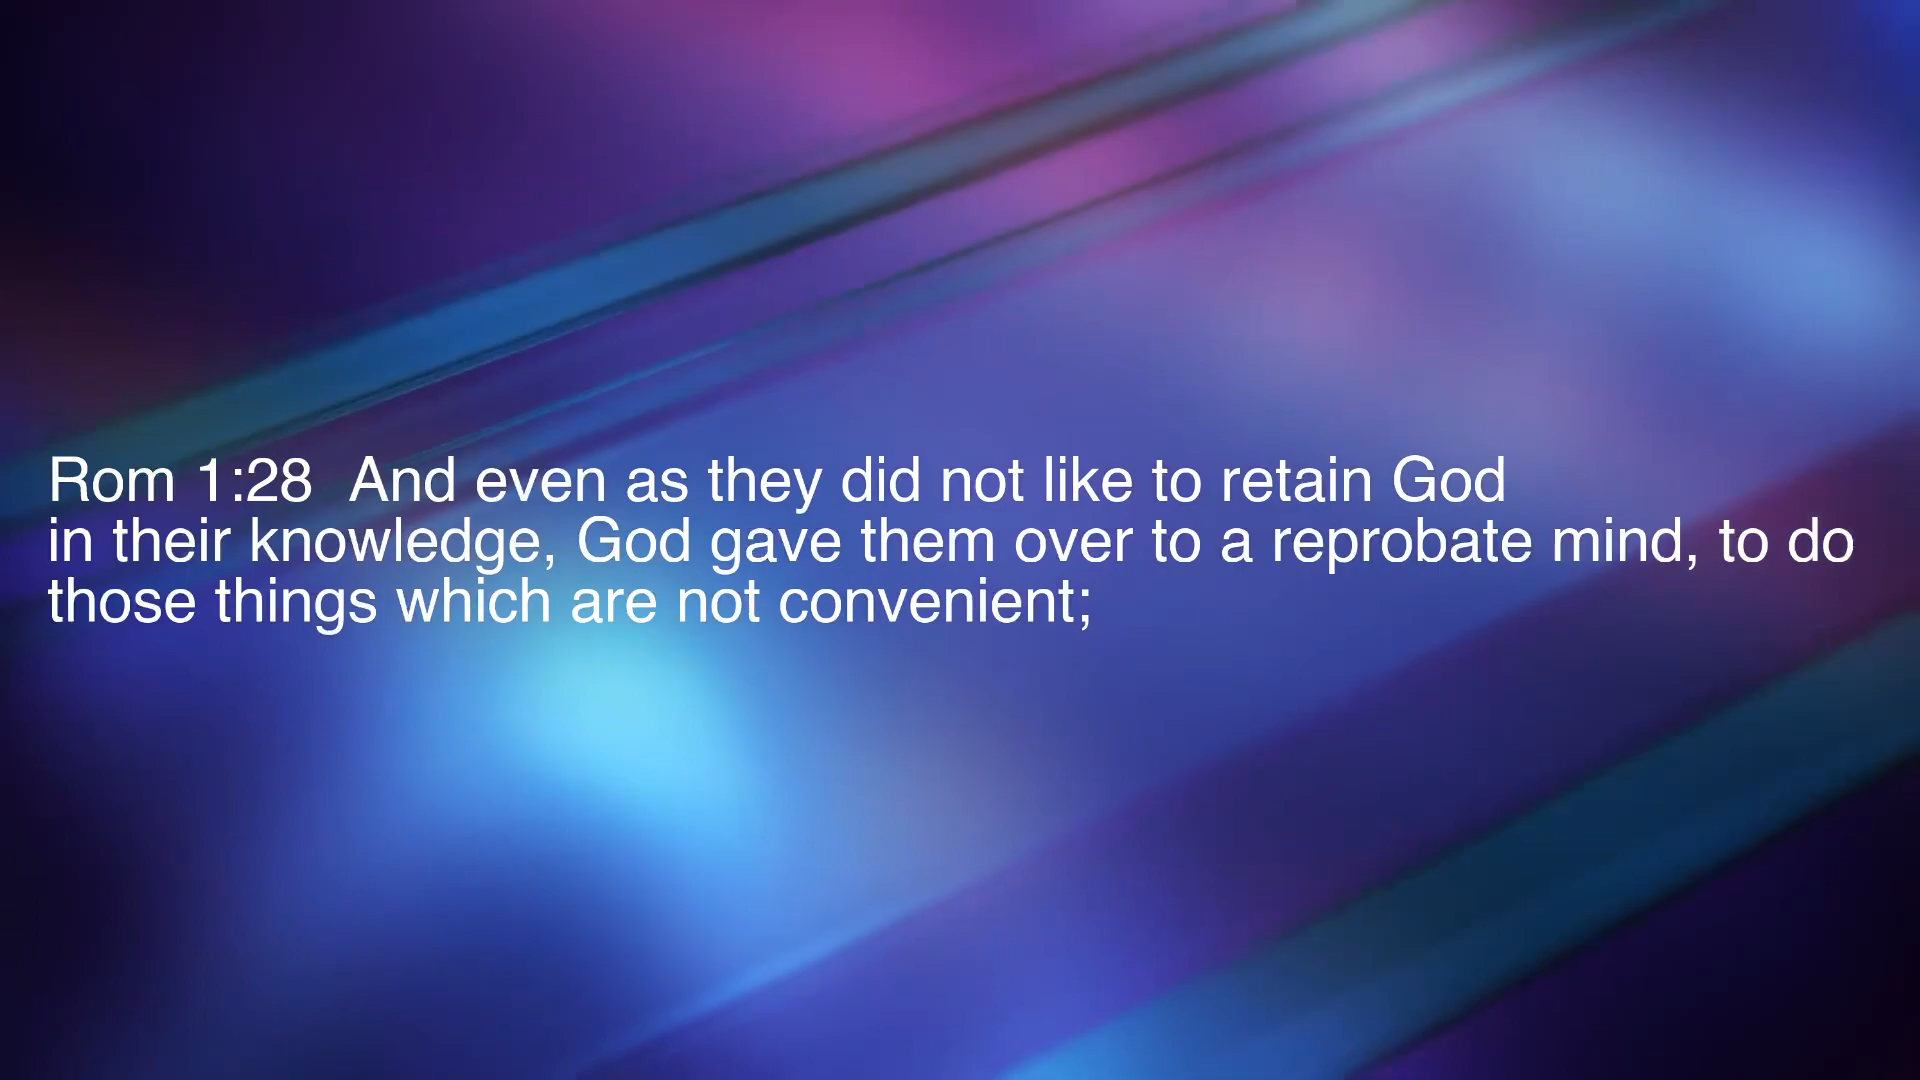 Rom 1:28  And even as they did not like to retain God
in their knowledge, God gave them over to a reprobate mind, to do
those things which are not convenient;